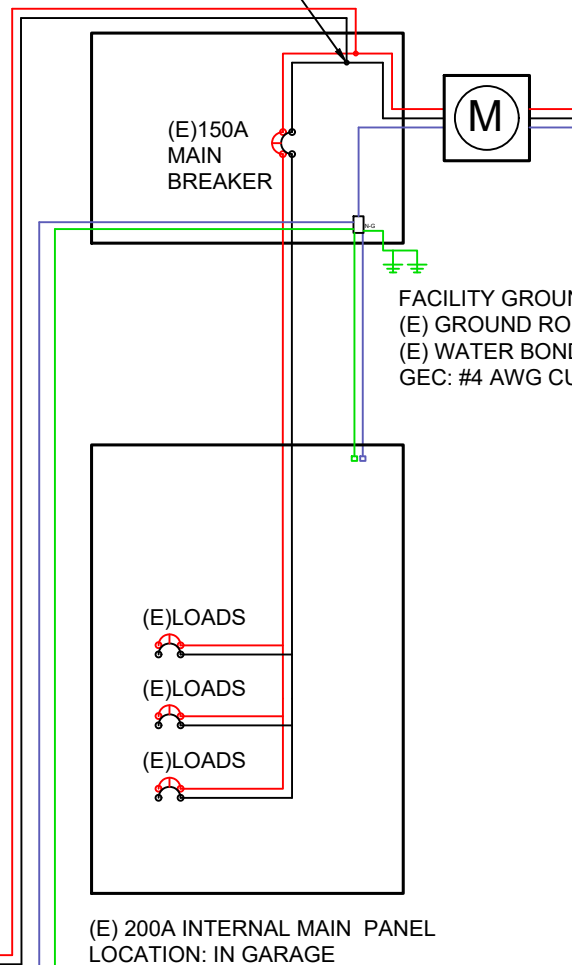 (E)150A
MAIN
BREAKER
M
N-G
FACILITY GROUN
(E) GROUND RO
(E) WATER BOND
GEC: #4 AWG CU
(E)LOADS
(E)LOADS
(E)LOADS
(E) 200A INTERNAL MAIN PANEL
LOCATION: IN GARAGE